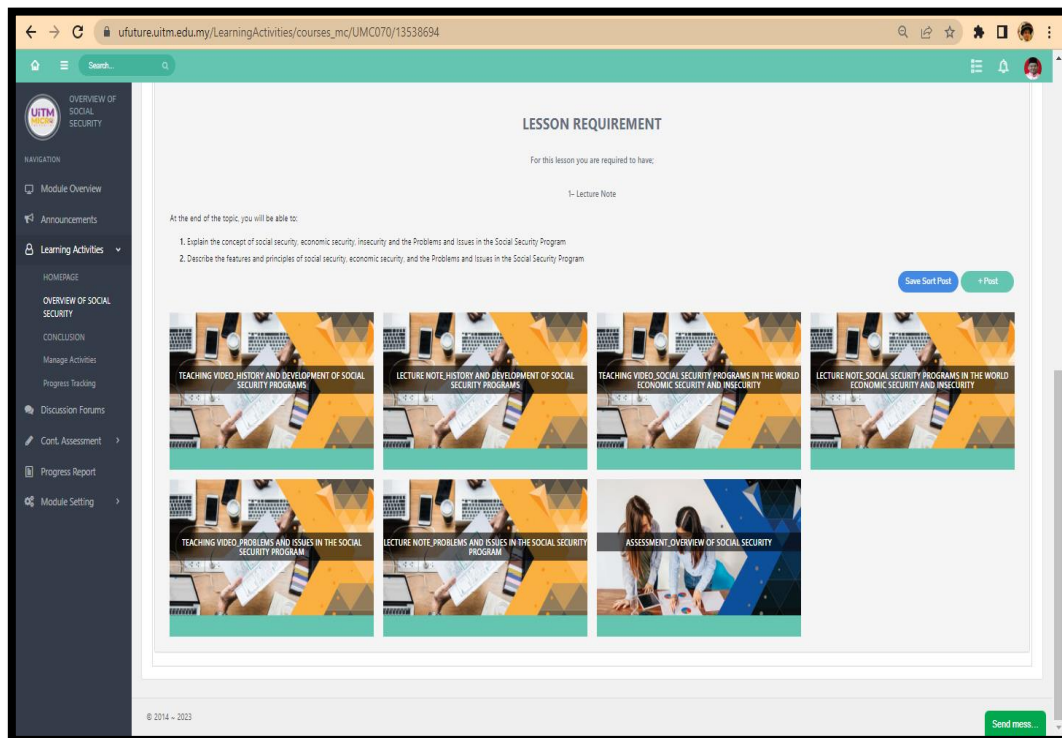 ufuture.uitm.edu.my/LearningActivities/courses_mc/UMC070/13538694
Search...
UiTM
MICRO
OVERVIEW OF
SOCIAL
SECURITY
NAVIGATION
Module Overview
Announcements
Learning Activities
HOMEPAGE
OVERVIEW OF SOCIAL
SECURITY
CONCLUSION
Manage Activities
Progress Tracking
Discussion Forums
Cont. Assessment
Progress Report
Module Setting
LESSON REQUIREMENT
For this lesson you are required to have;
1– Lecture Note
At the end of the topic, you will be able to:
1. Explain the concept of social security, economic security, insecurity and the Problems and Issues in the Social Security Program
2. Describe the features and principles of social security, economic security, and the Problems and Issues in the Social Security Program
Save Sort Post
+ Post
TEACHING VIDEO_HISTORY AND DEVELOPMENT OF SOCIAL
SECURITY PROGRAMS
LECTURE NOTE_HISTORY AND DEVELOPMENT OF SOCIAL
SECURITY PROGRAMS
TEACHING VIDEO_SOCIAL SECURITY PROGRAMS IN THE WORLD
ECONOMIC SECURITY AND INSECURITY
LECTURE NOTE_SOCIAL SECURITY PROGRAMS IN THE WORLD
ECONOMIC SECURITY AND INSECURITY
TEACHING VIDEO_PROBLEMS AND ISSUES IN THE SOCIAL
SECURITY PROGRAM
LECTURE NOTE_PROBLEMS AND ISSUES IN THE SOCIAL SECURITY
PROGRAM
ASSESSMENT_OVERVIEW OF SOCIAL SECURITY
© 2014 ~ 2023
Send mess...